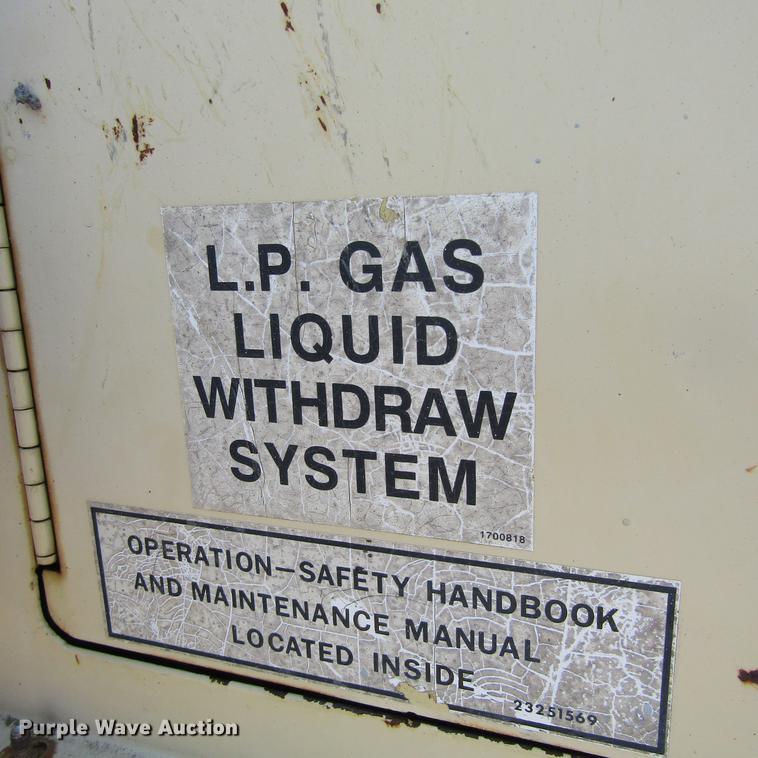 L.P. GAS
LIQUID
WITHDRAW
SYSTEM
1700818
OPERATION—SAFETY HANDBOOK
AND MAINTENANCE MANUAL
LOCATED INSIDE
23251569
Purple Wave Auction